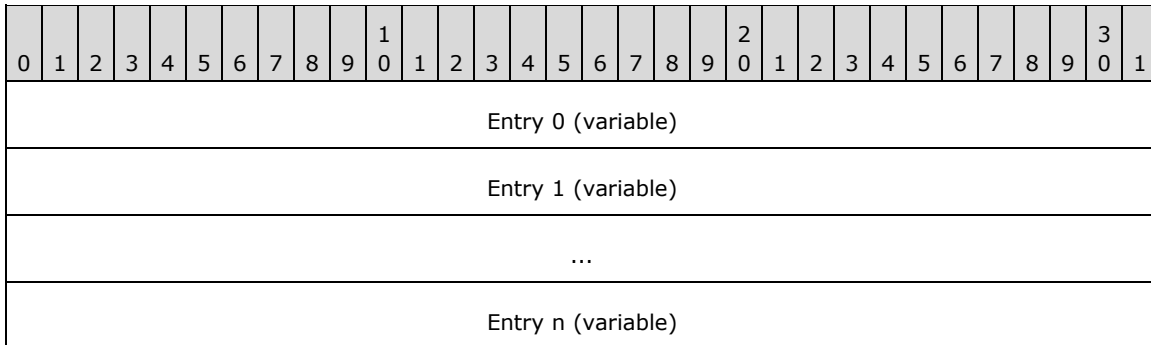 1 2 3
0 1 2 3 4 5 6 7 8 9 0 1 2 3 4 5 6 7 8 9 0 1 2 3 4 5 6 7 8 9 0 1
Entry 0 (variable)
Entry 1 (variable)
...
Entry n (variable)